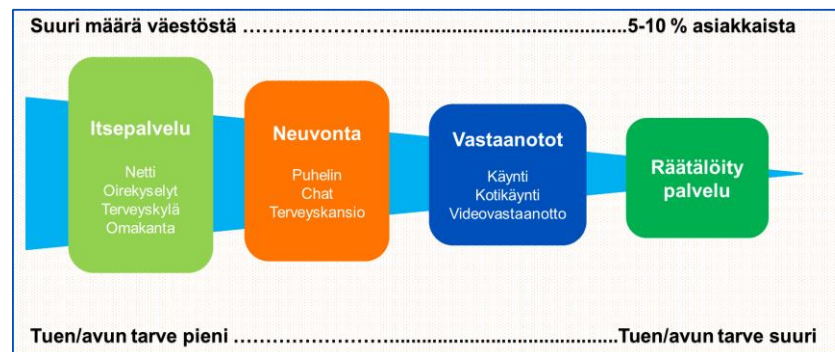 Suuri määrä väestöstä ........................................................5-10 % asiakkaista
Itsepalvelu
Netti
Oirekyselyt
Terveyskylä
Omakanta
Neuvonta
Puhelin
Chat
Terveyskansio
Vastaanotot
Käynti
Kotikäynti
Videovastaanotto
Räätälöity
palvelu
Tuen/avun tarve pieni ........................................................Tuen/avun tarve suuri